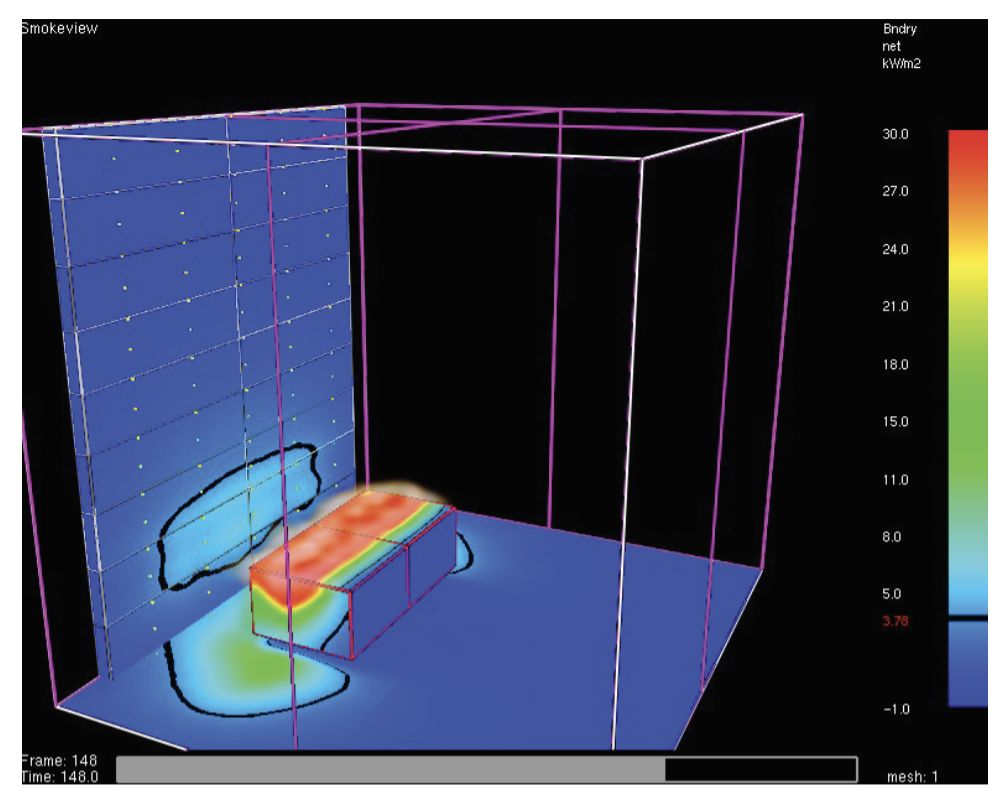 Smokeview
Bndry
net
kW/m2
30.0
27.0
24.0
21.0
18.0
15.0
11.0
8.0
5.0
3.78
-1.0
Frame: 148
Time: 148.0
mesh: 1